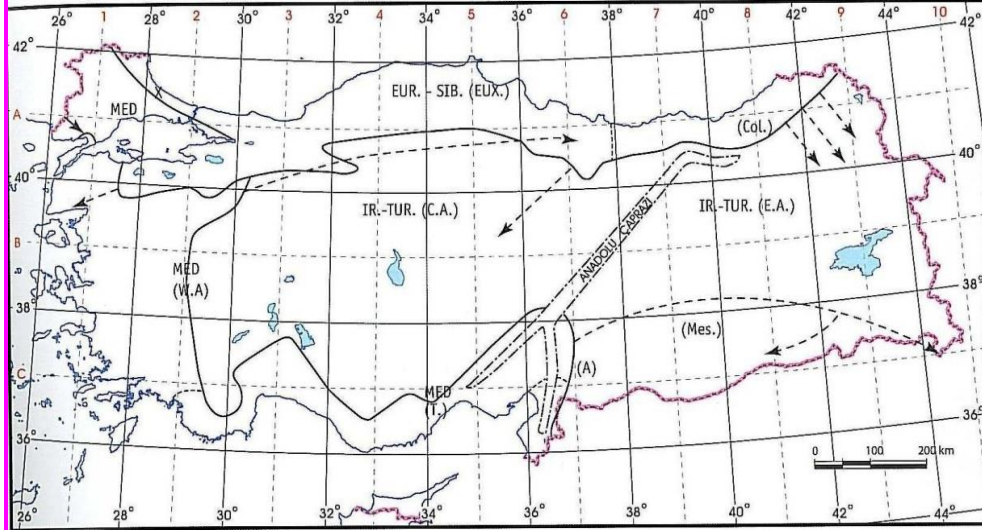 1 2 3 4 5 6 7 8 9 10
26° 28° 30° 32° 34° 36° 38° 40° 42° 44°
42° 42°
EUR. - SIB. (EUX.)
MED X
A (Col.)
40° 40°
IR.-TUR. (C.A.) IR.-TUR. (E.A.)
ANADOLU ÇAPRAZI
B
MED
(W.A)
38° 38°
(Mes.)
(A)
C
MED
(T.)
36° 36°
0 100 200 km
26° 28° 30° 32° 34° 36° 38° 40° 42° 44°